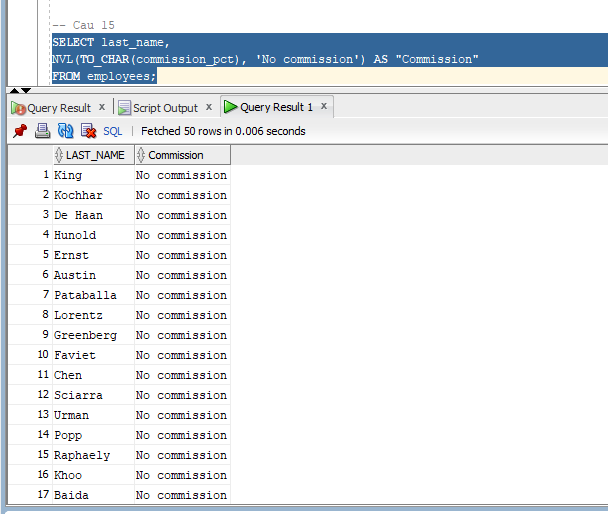 -- Cau 15
SELECT last_name,
NVL(TO_CHAR(commission_pct), 'No commission') AS "Commission"
FROM employees;
Query Result x Script Output x Query Result 1 x
SQL | Fetched 50 rows in 0.006 seconds
LAST_NAME Commission
1 King No commission
2 Kochhar No commission
3 De Haan No commission
4 Hunold No commission
5 Ernst No commission
6 Austin No commission
7 Pataballa No commission
8 Lorentz No commission
9 Greenberg No commission
10 Faviet No commission
11 Chen No commission
12 Sciarra No commission
13 Urman No commission
14 Popp No commission
15 Raphaely No commission
16 Khoo No commission
17 Baida No commission